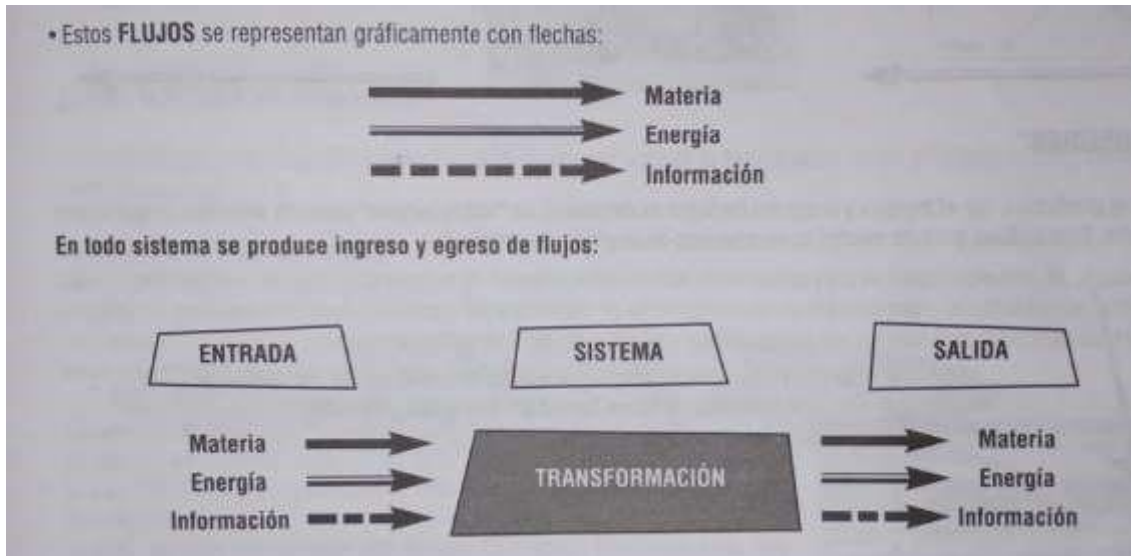 • Estos FLUJOS se representan gráficamente con flechas:
Materia
Energía
Información
En todo sistema se produce ingreso y egreso de flujos:
ENTRADA SISTEMA SALIDA
Materia Materia
Energía TRANSFORMACIÓN Energía
Información Información